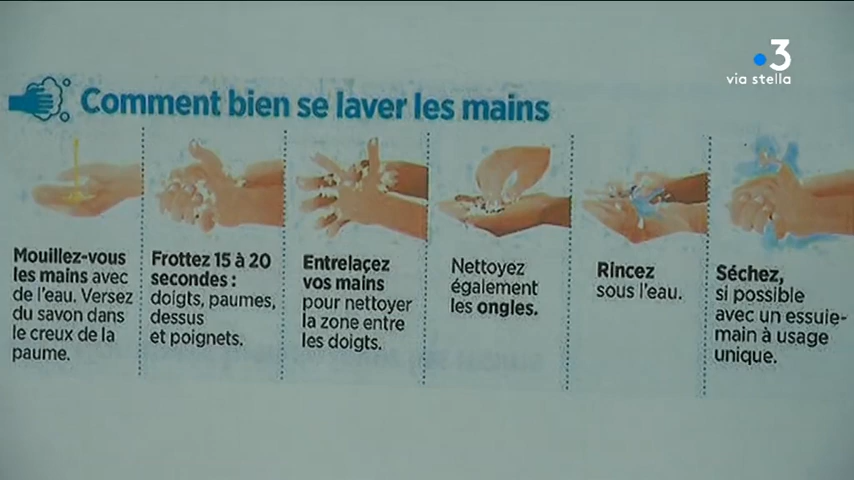 3
via stella
Comment bien se laver les mains
Mouillez-vous
les mains avec
de l'eau. Versez
du savon dans
le creux de la
paume.
Frottez 15 à 20
secondes :
doigts, paumes,
dessus
et poignets.
Entrelaçez
vos mains
pour nettoyer
la zone entre
les doigts.
Nettoyez
également
les ongles.
Rincez
sous l'eau.
Séchez,
si possible
avec un essuie-
main à usage
unique.